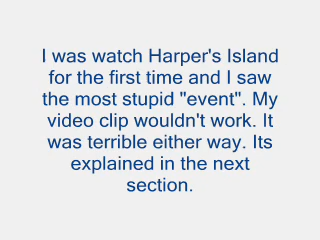 I was watch Harper's Island
for the first time and I saw
the most stupid "event". My
video clip wouldn't work. It
was terrible either way. Its
explained in the next
section.